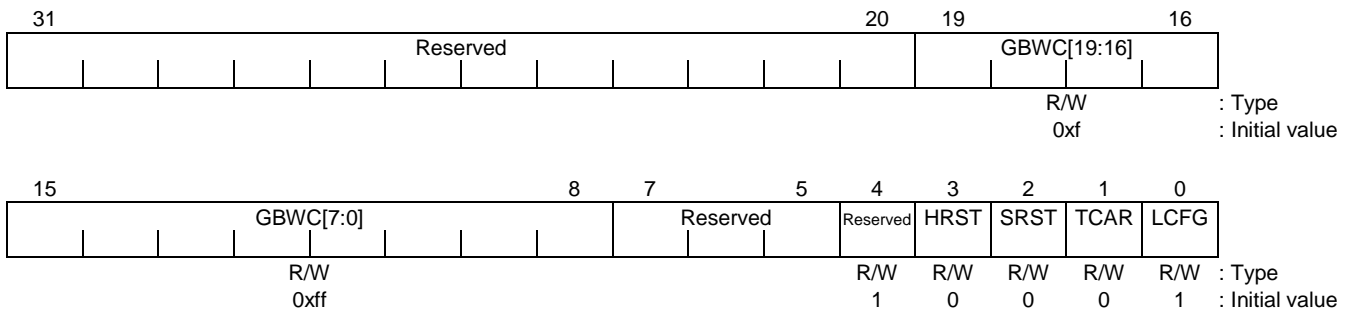 31 20 19 16
Reserved GBWC[19:16]
R/W : Type
0xf : Initial value
15 8 7 5 4 3 2 1 0
GBWC[7:0] Reserved Reserved HRST SRST TCAR LCFG
R/W R/W R/W R/W R/W R/W : Type
0xff 1 0 0 0 1 : Initial value